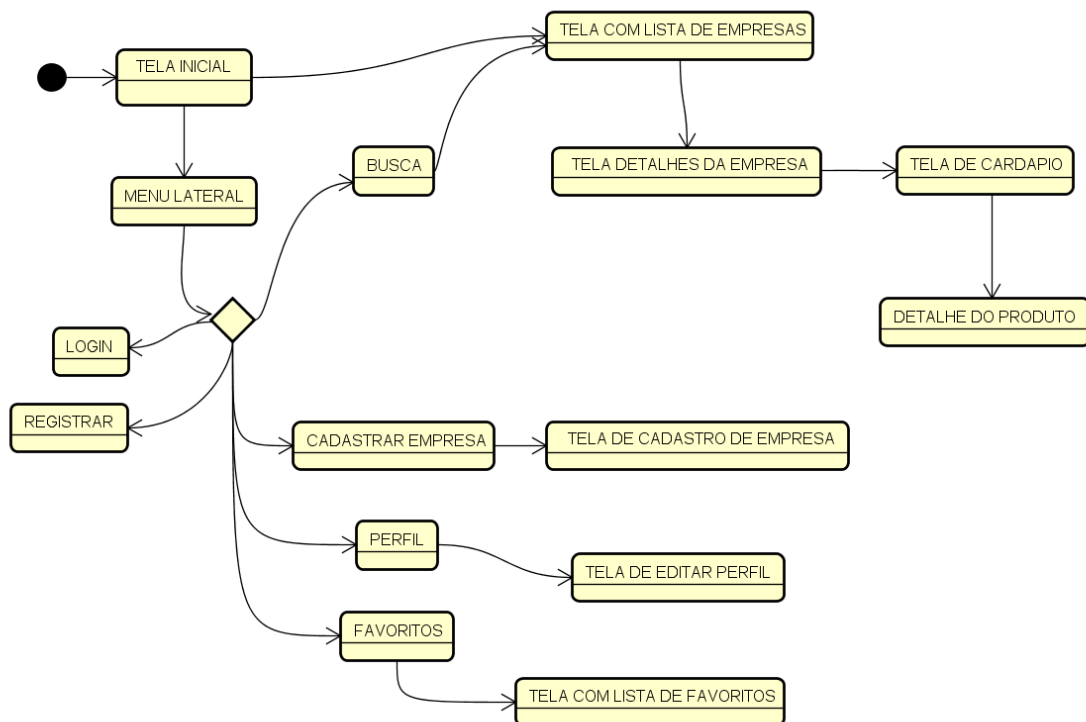 TELA COM LISTA DE EMPRESAS
TELA INICIAL
BUSCA
TELA DETALHES DA EMPRESA
TELA DE CARDAPIO
MENU LATERAL
DETALHE DO PRODUTO
LOGIN
REGISTRAR
CADASTRAR EMPRESA
TELA DE CADASTRO DE EMPRESA
PERFIL
TELA DE EDITAR PERFIL
FAVORITOS
TELA COM LISTA DE FAVORITOS